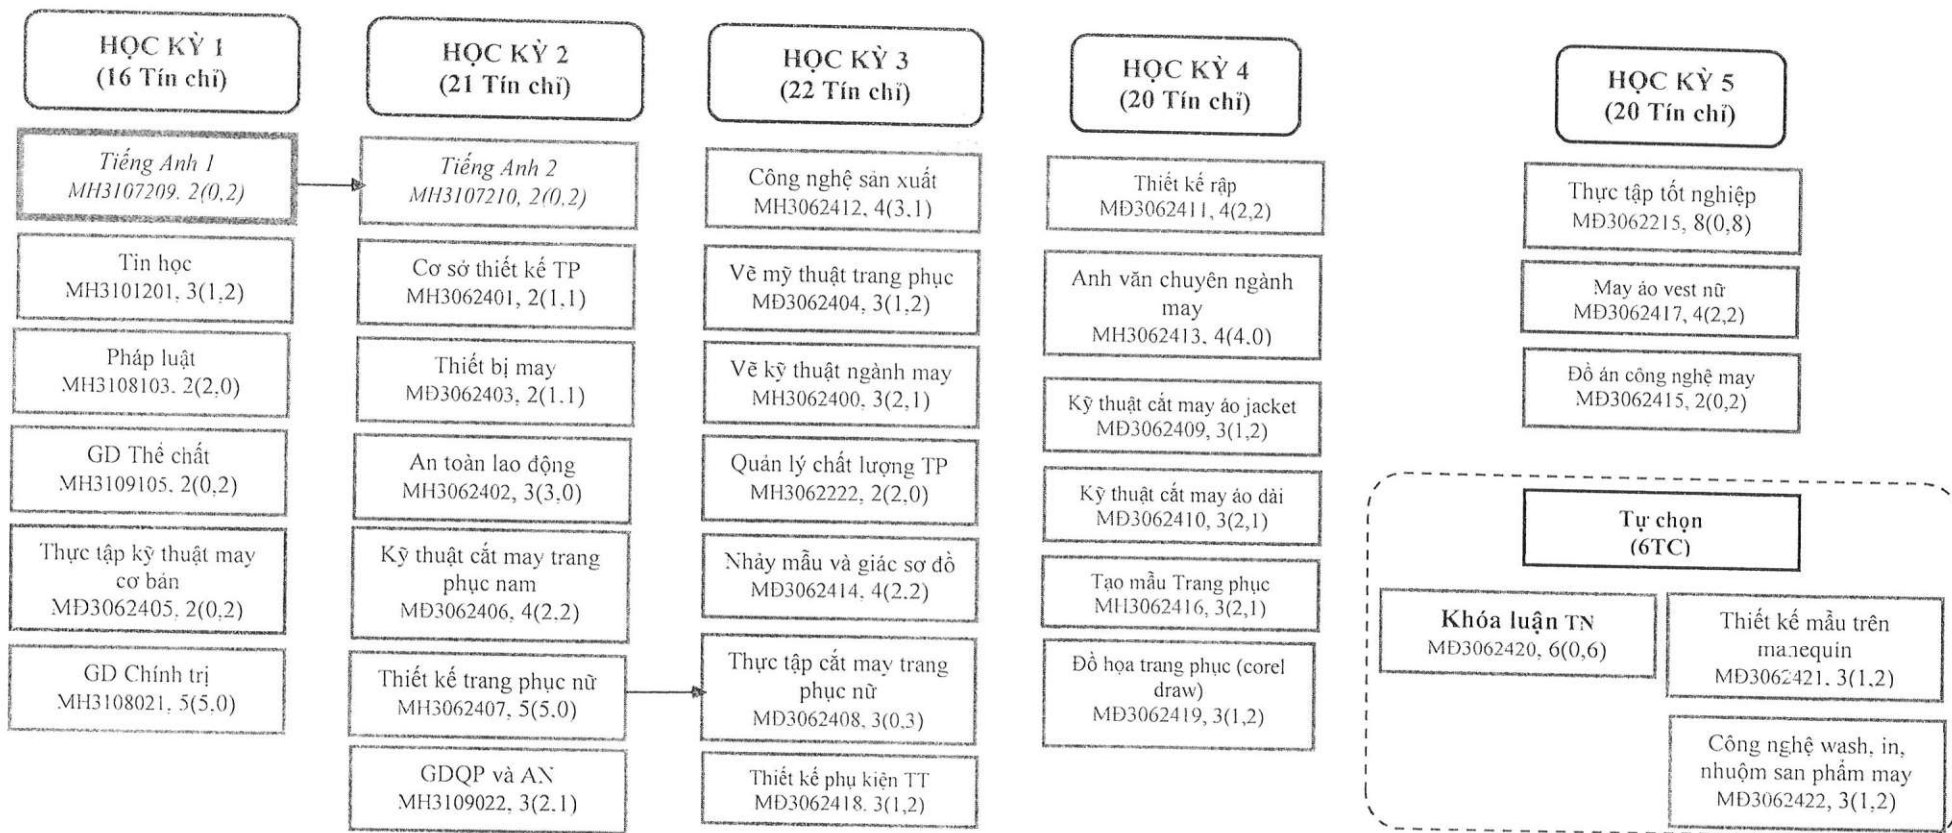 HỌC KỲ 1
(16 Tín chỉ)
Tiếng Anh 1
MH3107209. 2(0,2)
Tin học
MH3101201, 3(1,2)
Pháp luật
MH3108103. 2(2,0)
GD Thể chất
MH3109105. 2(0,2)
Thực tập kỹ thuật may
cơ bản
MĐ3062405. 2(0,2)
GD Chính trị
MH3108021, 5(5,0)
HỌC KỲ 2
(21 Tín chỉ)
Tiếng Anh 2
MH3107210, 2(0,2)
Cơ sở thiết kế TP
MH3062401, 2(1,1)
Thiết bị may
MĐ3062403, 2(1.1)
An toàn lao động
MH3062402, 3(3,0)
Kỹ thuật cắt may trang
phục nam
MĐ3062406, 4(2,2)
Thiết kế trang phục nữ
MH3062407, 5(5,0)
GDQP và AN
MH3109022, 3(2,1)
HỌC KỲ 3
(22 Tín chỉ)
Công nghệ sản xuất
MH3062412, 4(3,1)
Vẽ mỹ thuật trang phục
MĐ3062404, 3(1,2)
Vẽ kỹ thuật ngành may
MH3062400, 3(2,1)
Quản lý chất lượng TP
MH3062222, 2(2,0)
Nhảy mẫu và giác sơ đồ
MĐ3062414, 4(2.2)
Thực tập cắt may trang
phục nữ
MĐ3062408, 3(0,3)
Thiết kế phụ kiện TT
MĐ3062418. 3(1,2)
HỌC KỲ 4
(20 Tín chỉ)
Thiết kế rập
MĐ3062411, 4(2,2)
Anh văn chuyên ngành
may
MH3062413, 4(4,0)
Kỹ thuật cắt may áo jacket
MĐ3062409, 3(1,2)
Kỹ thuật cắt may áo dài
MĐ3062410, 3(2,1)
Tạo mẫu Trang phục
MH3062416, 3(2,1)
Đồ họa trang phục (corel
draw)
MĐ3062419, 3(1,2)
HỌC KỲ 5
(20 Tín chỉ)
Thực tập tốt nghiệp
MĐ3062215, 8(0,8)
May áo vest nữ
MĐ3062417, 4(2,2)
Đồ án công nghệ may
MĐ3062415, 2(0,2)
Tự chọn
(6TC)
Khóa luận TN
MĐ3062420, 6(0,6)
Thiết kế mẫu trên
manequin
MĐ3062421, 3(1,2)
Công nghệ wash, in,
nhuộm sản phẩm may
MĐ3062422, 3(1,2)